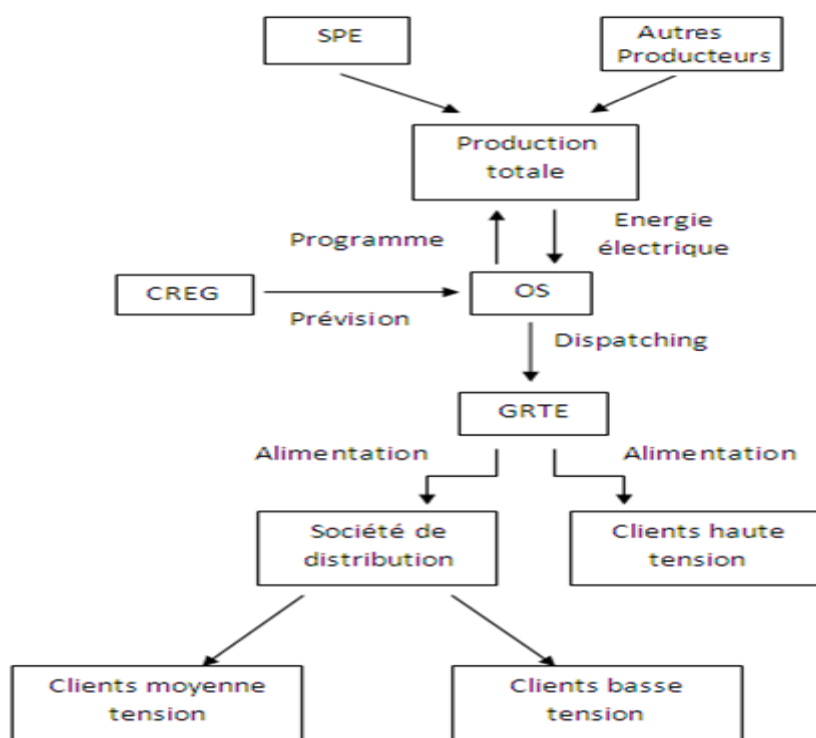 SPE
Autres
Producteurs
Production
totale
Programme
Energie
électrique
CREG
OS
Prévision
Dispatching
GRTE
Alimentation
Alimentation
Société de
distribution
Clients haute
tension
Clients moyenne
tension
Clients basse
tension